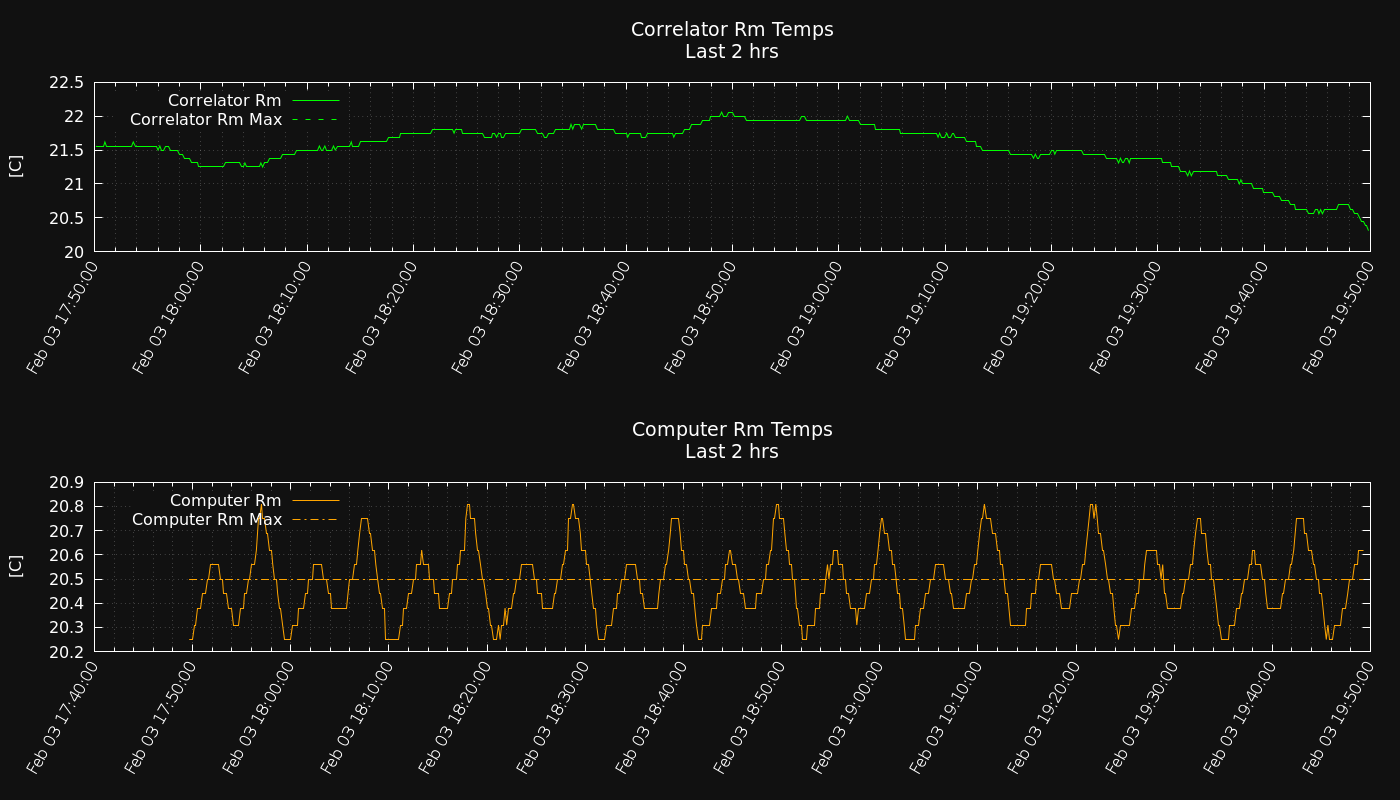 Correlator Rm Temps
Last 2 hrs
22.5
22
21.5
21
20.5
20
[C]
Correlator Rm
Correlator Rm Max
Feb 03 17:50:00
Feb 03 18:00:00
Feb 03 18:10:00
Feb 03 18:20:00
Feb 03 18:30:00
Feb 03 18:40:00
Feb 03 18:50:00
Feb 03 19:00:00
Feb 03 19:10:00
Feb 03 19:20:00
Feb 03 19:30:00
Feb 03 19:40:00
Feb 03 19:50:00
Computer Rm Temps
Last 2 hrs
20.9
20.8
20.7
20.6
20.5
20.4
20.3
20.2
[C]
Computer Rm
Computer Rm Max
Feb 03 17:40:00
Feb 03 17:50:00
Feb 03 18:00:00
Feb 03 18:10:00
Feb 03 18:20:00
Feb 03 18:30:00
Feb 03 18:40:00
Feb 03 18:50:00
Feb 03 19:00:00
Feb 03 19:10:00
Feb 03 19:20:00
Feb 03 19:30:00
Feb 03 19:40:00
Feb 03 19:50:00